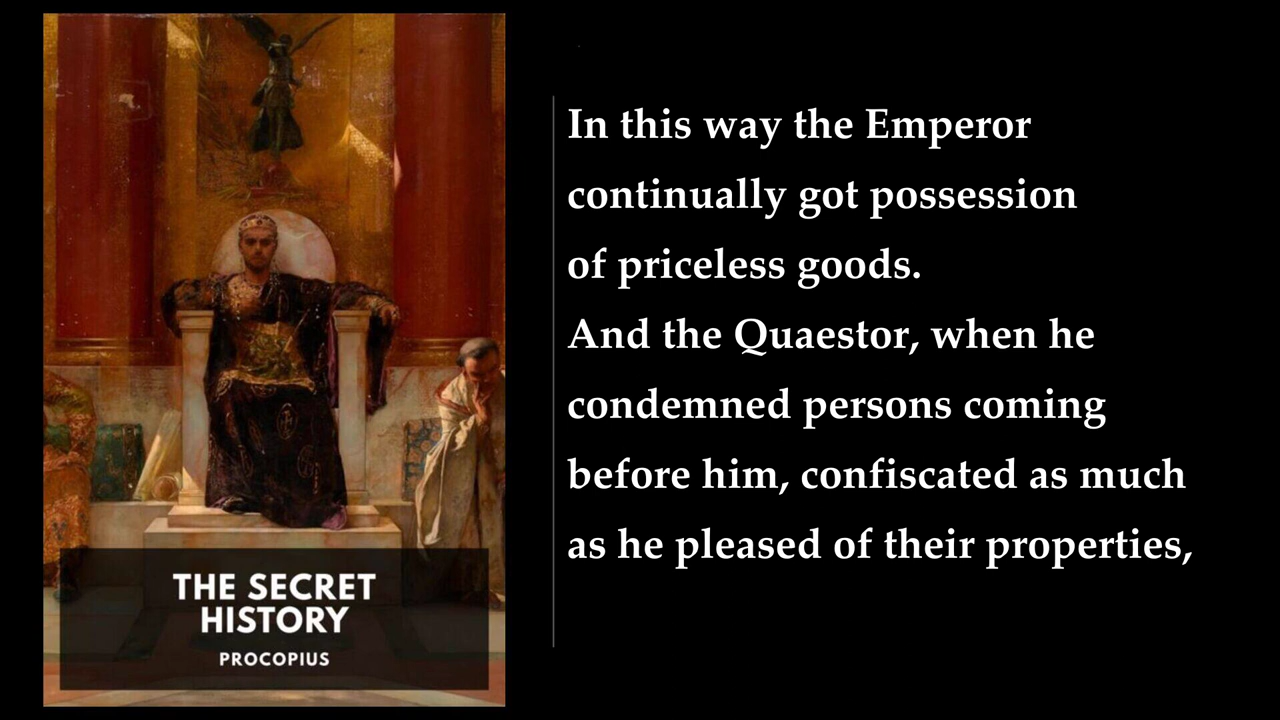 THE SECRET
HISTORY
PROCOPIUS
In this way the Emperor
continually got possession
of priceless goods.
And the Quaestor, when he
condemned persons coming
before him, confiscated as much
as he pleased of their properties,